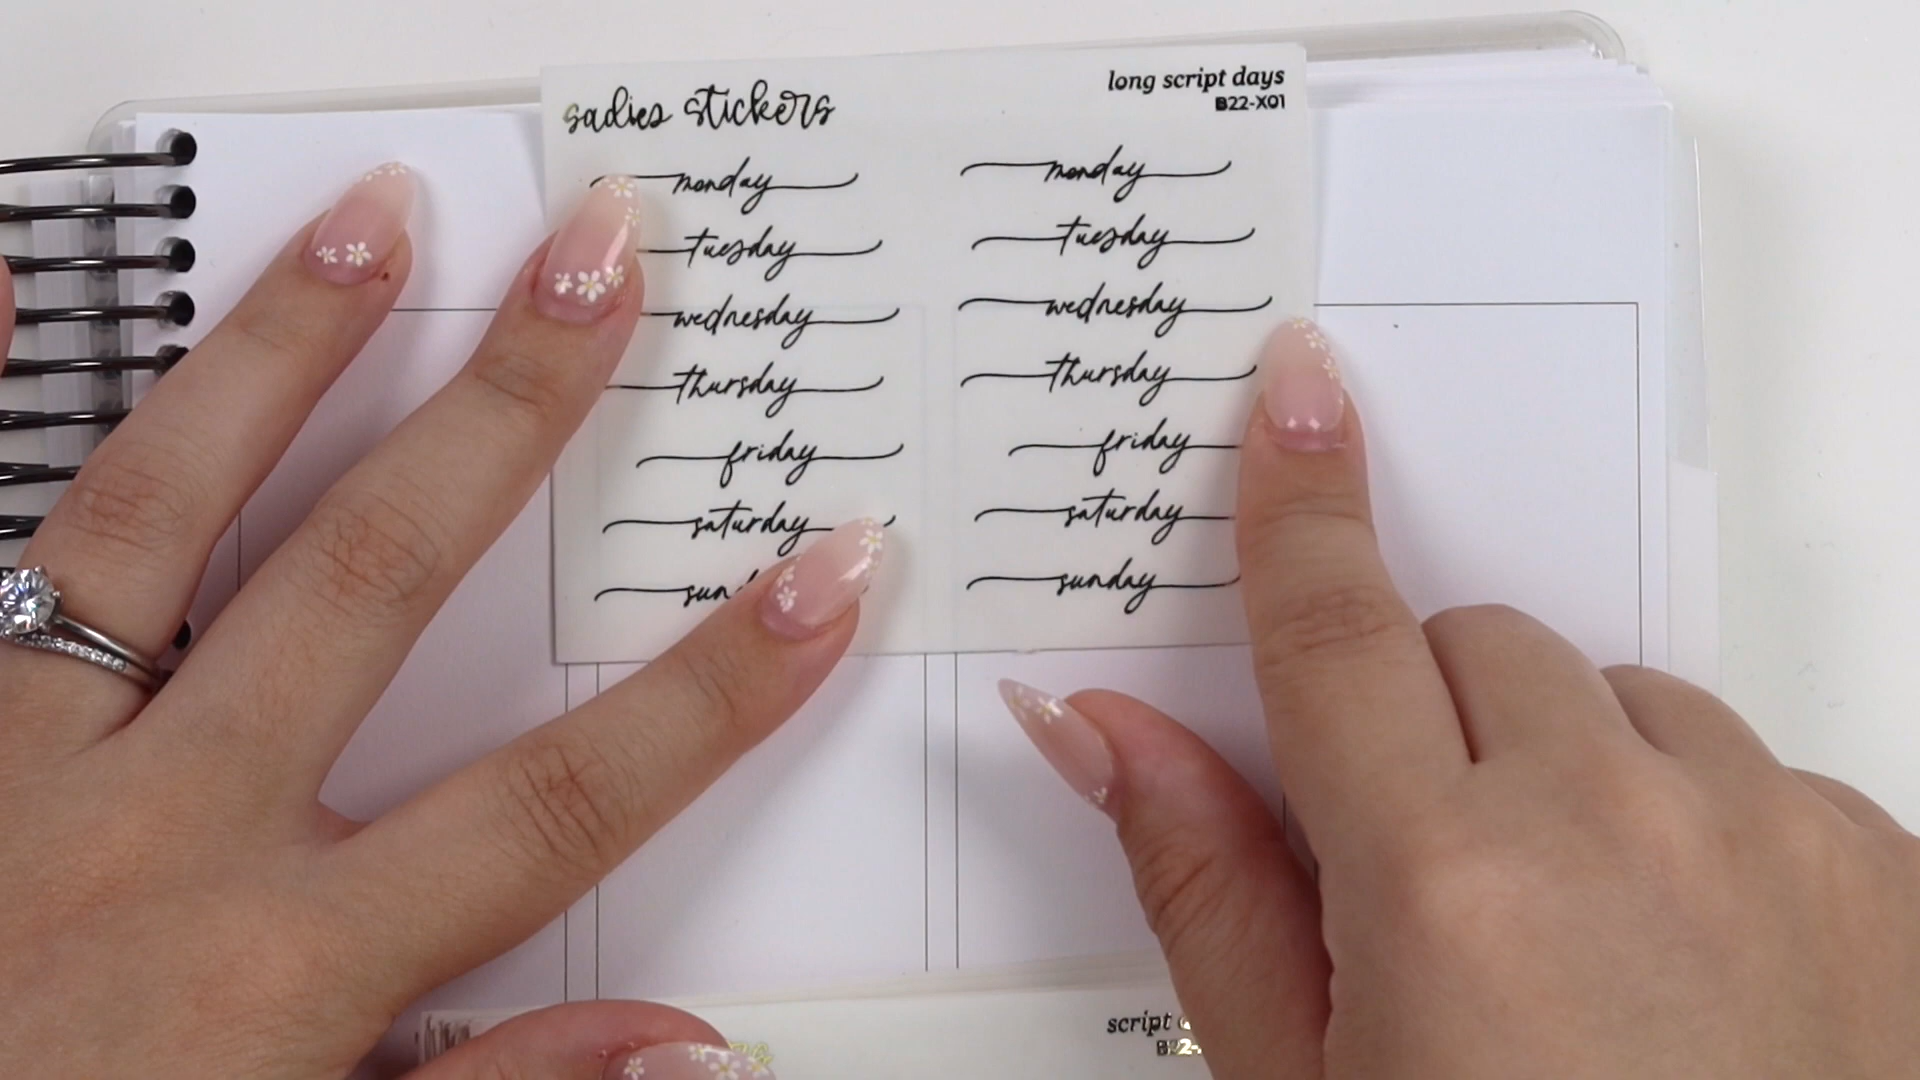 sadies stickers
long script days
B22-X01
monday monday
tuesday tuesday
wednesday wednesday
thursday thursday
friday friday
saturday saturday
sunday
script